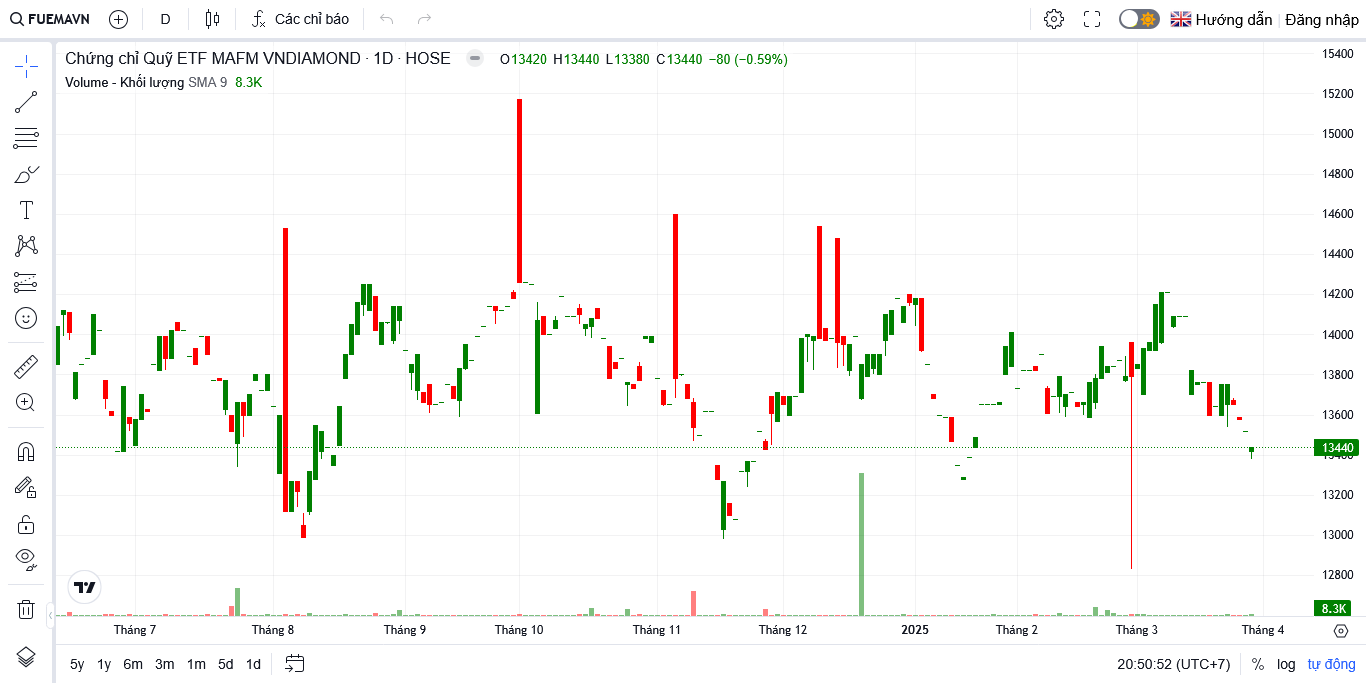 FUEMAVN D Các chỉ báo Hướng dẫn Đăng nhập
Chứng chỉ Quỹ ETF MAFM VNDIAMOND · 1D · HOSE O13420 H13440 L13380 C13440 −80 (−0.59%)
Volume - Khối lượng SMA 9 8.3K
15400
15200
15000
14800
14600
14400
14200
14000
13800
13600
13440
13400
13200
13000
12800
8.3K
Tháng 7 Tháng 8 Tháng 9 Tháng 10 Tháng 11 Tháng 12 2025 Tháng 2 Tháng 3 Tháng 4
5y 1y 6m 3m 1m 5d 1d 20:50:52 (UTC+7) % log tự động